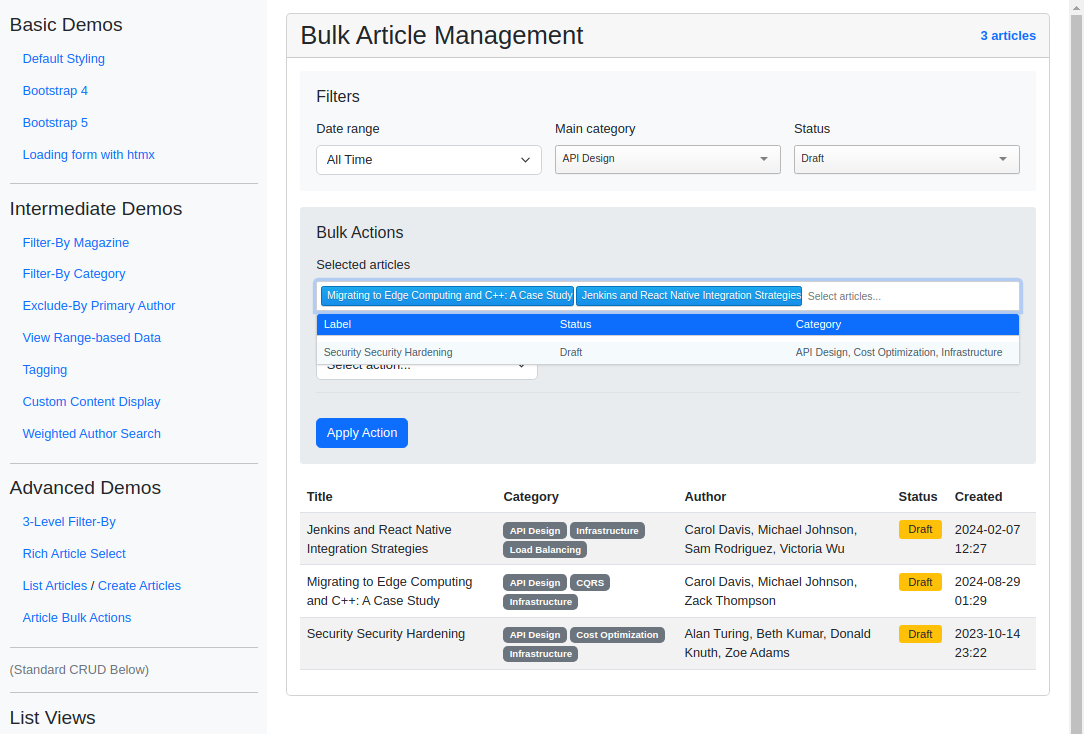 Basic Demos
Default Styling
Bootstrap 4
Bootstrap 5
Loading form with htmx
Intermediate Demos
Filter-By Magazine
Filter-By Category
Exclude-By Primary Author
View Range-based Data
Tagging
Custom Content Display
Weighted Author Search
Advanced Demos
3-Level Filter-By
Rich Article Select
List Articles / Create Articles
Article Bulk Actions
(Standard CRUD Below)
List Views
Bulk Article Management
3 articles
Filters
Date range
Main category
Status
All Time
API Design
Draft
Bulk Actions
Selected articles
Migrating to Edge Computing and C++: A Case Study
Jenkins and React Native Integration Strategies
Select articles...
Label Status Category
Security Security Hardening Draft API Design, Cost Optimization, Infrastructure
Select action...
Apply Action
Title Category Author Status Created
Jenkins and React Native
Integration Strategies
API Design Infrastructure
Load Balancing
Carol Davis, Michael Johnson,
Sam Rodriguez, Victoria Wu
Draft
2024-02-07
12:27
Migrating to Edge Computing
and C++: A Case Study
API Design CQRS
Infrastructure
Carol Davis, Michael Johnson,
Zack Thompson
Draft
2024-08-29
01:29
Security Security Hardening
API Design Cost Optimization
Infrastructure
Alan Turing, Beth Kumar, Donald
Knuth, Zoe Adams
Draft
2023-10-14
23:22